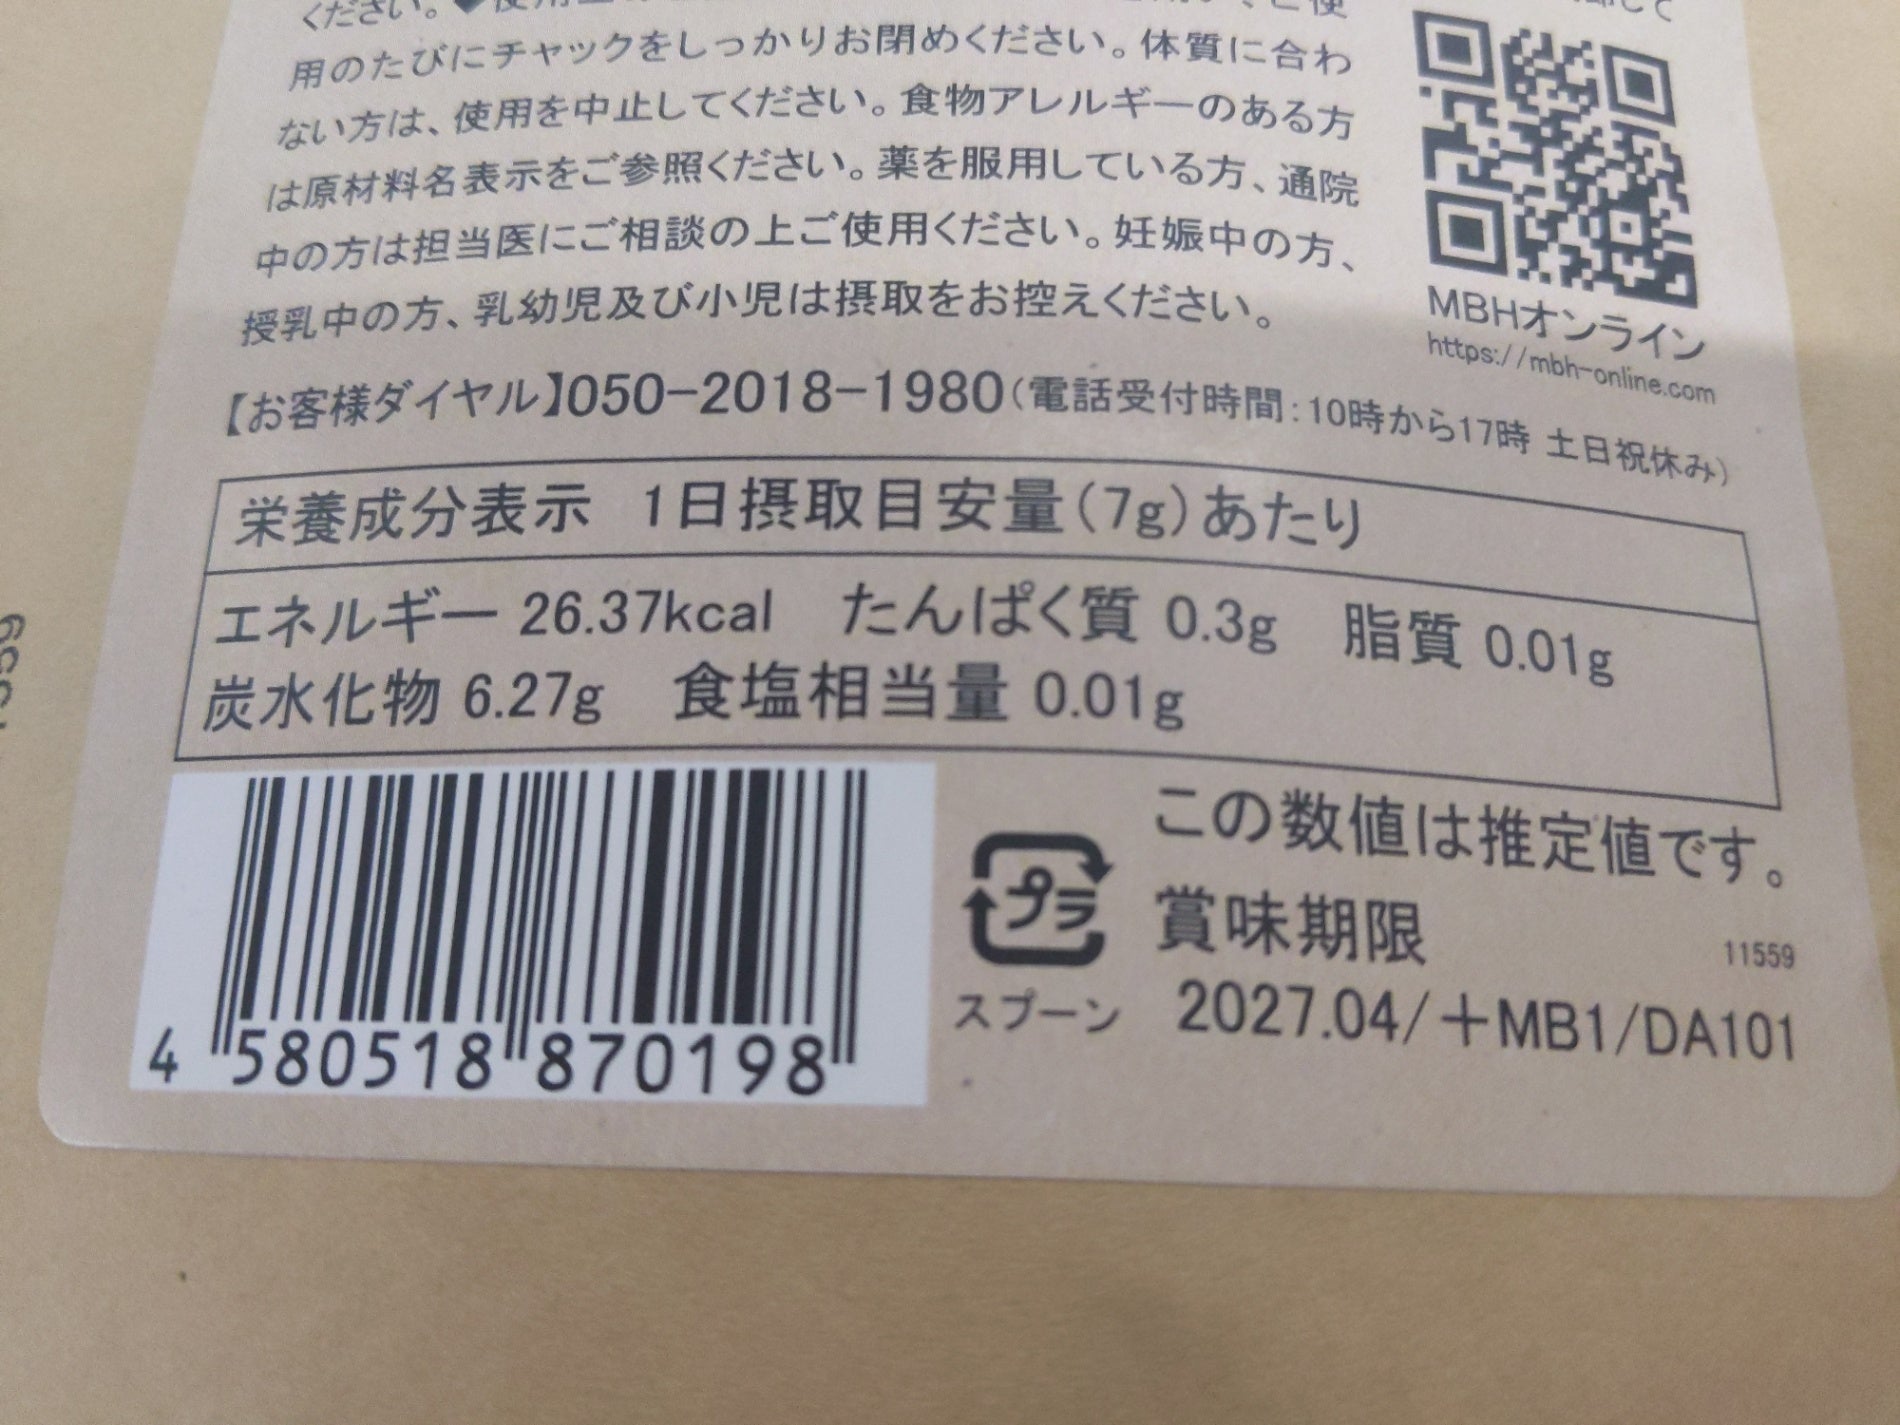 ください。
用のたびにチャックをしっかりお閉めください。体質に合わ
ない方は、使用を中止してください。食物アレルギーのある方
は原材料名表示をご参照ください。薬を服用している方、通院
中の方は担当医にご相談の上ご使用ください。妊娠中の方、
授乳中の方、乳幼児及び小児は摂取をお控えください。
MBHオンライン
https://mbh-online.com
【お客様ダイヤル】050-2018-1980(電話受付時間:10時から17時 土日祝休み)
栄養成分表示 1日摂取目安量(7g)あたり
エネルギー 26.37kcal たんぱく質 0.3g 脂質 0.01g
炭水化物 6.27g 食塩相当量 0.01g
この数値は推定値です。
プラ
スプーン
賞味期限
11559
2027.04/+MB1/DA101
4 580518 870198